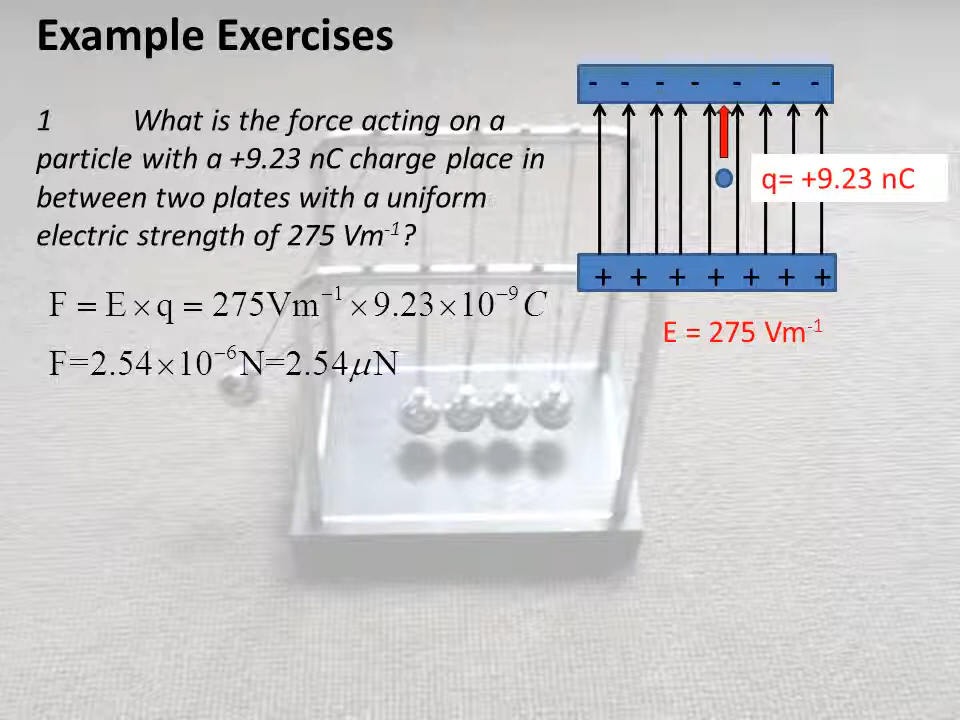 Example Exercises
1 What is the force acting on a
particle with a +9.23 nC charge place in
between two plates with a uniform
electric strength of 275 Vm⁻¹?
F = E × q = 275Vm⁻¹ × 9.23×10⁻⁹ C
F=2.54×10⁻⁶N=2.54μN
- - - - - - -
q= +9.23 nC
+ + + + + + +
E = 275 Vm⁻¹